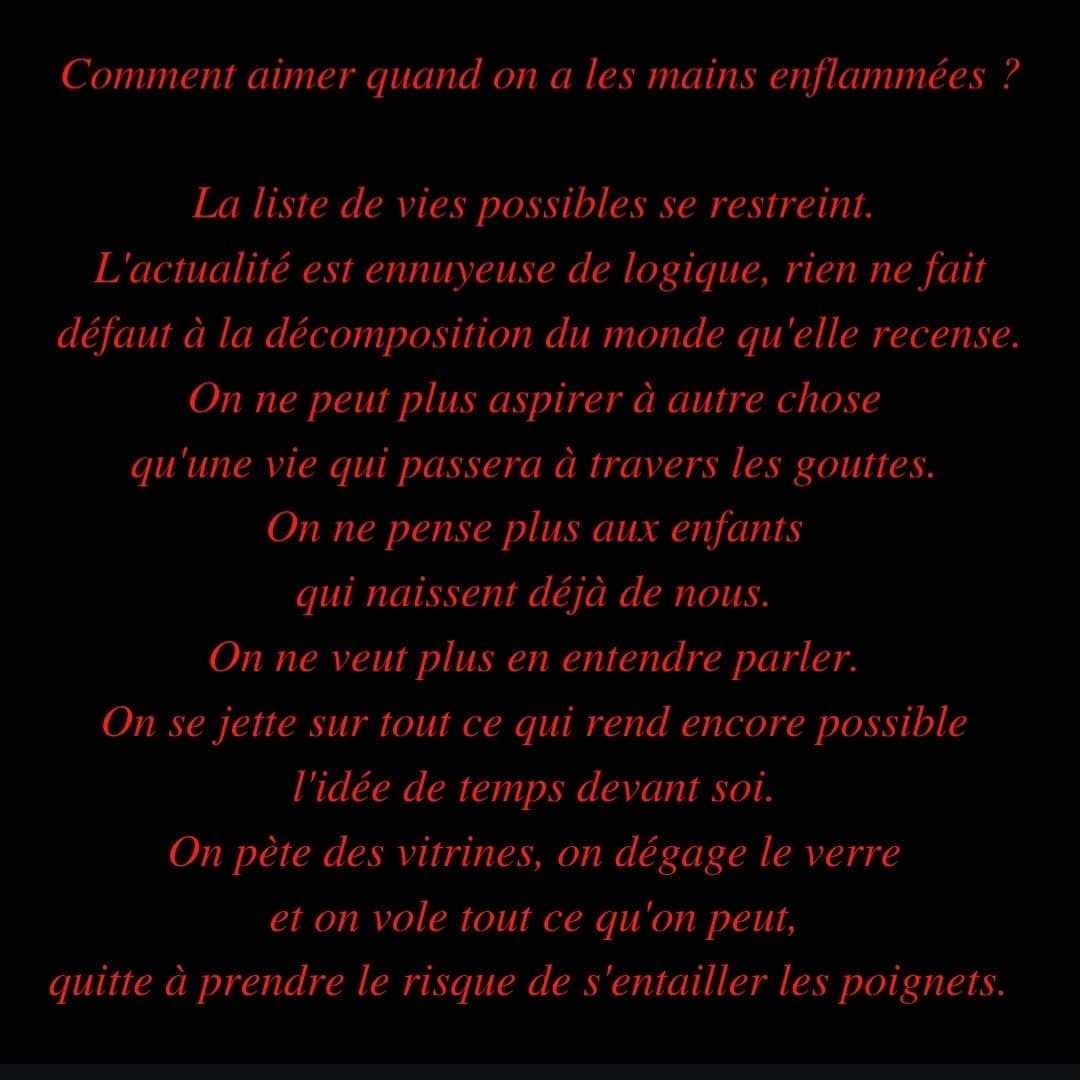 Comment aimer quand on a les mains enflammées ?
La liste de vies possibles se restreint.
L'actualité est ennuyeuse de logique, rien ne fait
défaut à la décomposition du monde qu'elle recense.
On ne peut plus aspirer à autre chose
qu'une vie qui passera à travers les gouttes.
On ne pense plus aux enfants
qui naissent déjà de nous.
On ne veut plus en entendre parler.
On se jette sur tout ce qui rend encore possible
l'idée de temps devant soi.
On pète des vitrines, on dégage le verre
et on vole tout ce qu'on peut,
quitte à prendre le risque de s'entailler les poignets.